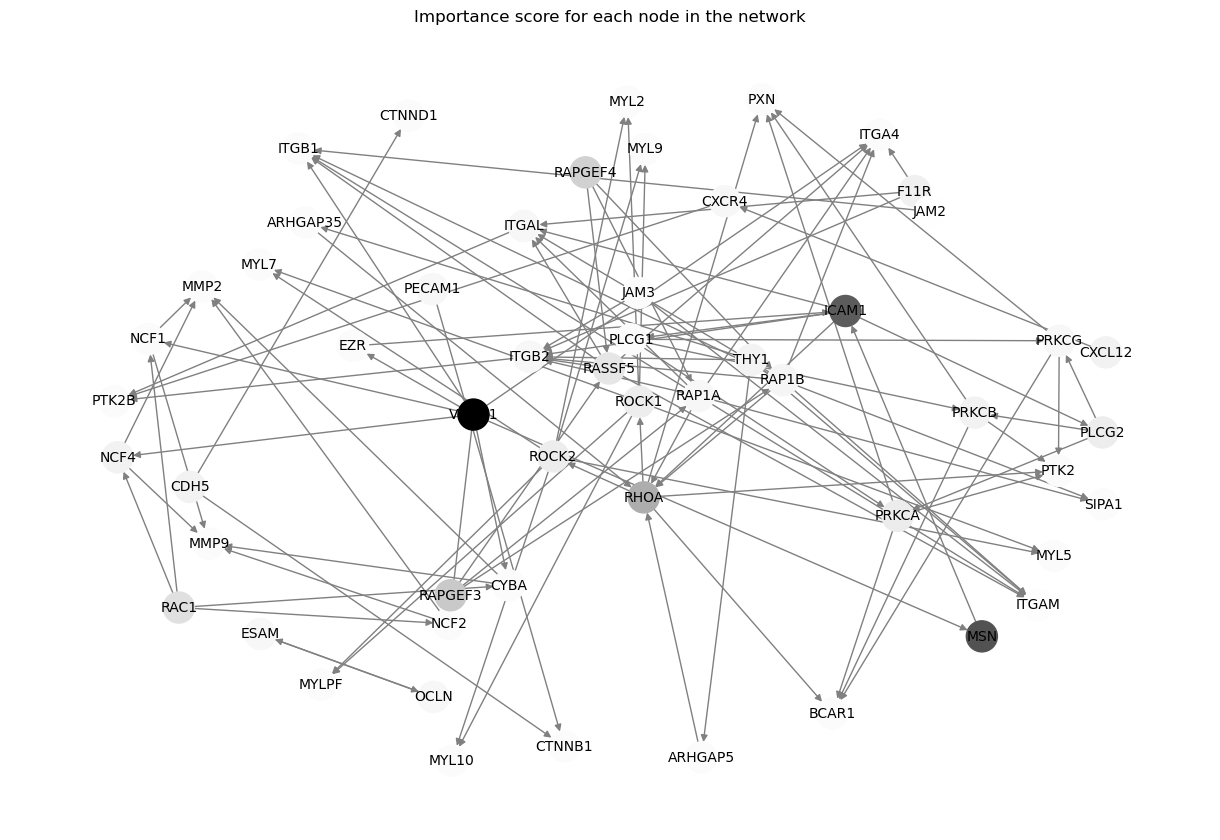 Importance score for each node in the network
MYL2
PXN
CTNND1
ITGA4
ITGB1
MYL9
RAPGEF4
F11R
CXCR4
JAM2
ARHGAP35
ITGAL
MYL7
MMP2
PECAM1
JAM3
ICAM1
NCF1
EZR
PLCG1
PRKCG
CXCL12
ITGB2
THY1
RASSF5
RAP1B
RAP1A
PTK2B
ROCK1
PRKCB
PLCG2
NCF4
ROCK2
PTK2
CDH5
RHOA
SIPA1
PRKCA
MMP9
MYL5
CYBA
RAPGEF3
RAC1
ITGAM
NCF2
ESAM
MSN
MYLPF
OCLN
BCAR1
CTNNB1
MYL10
ARHGAP5